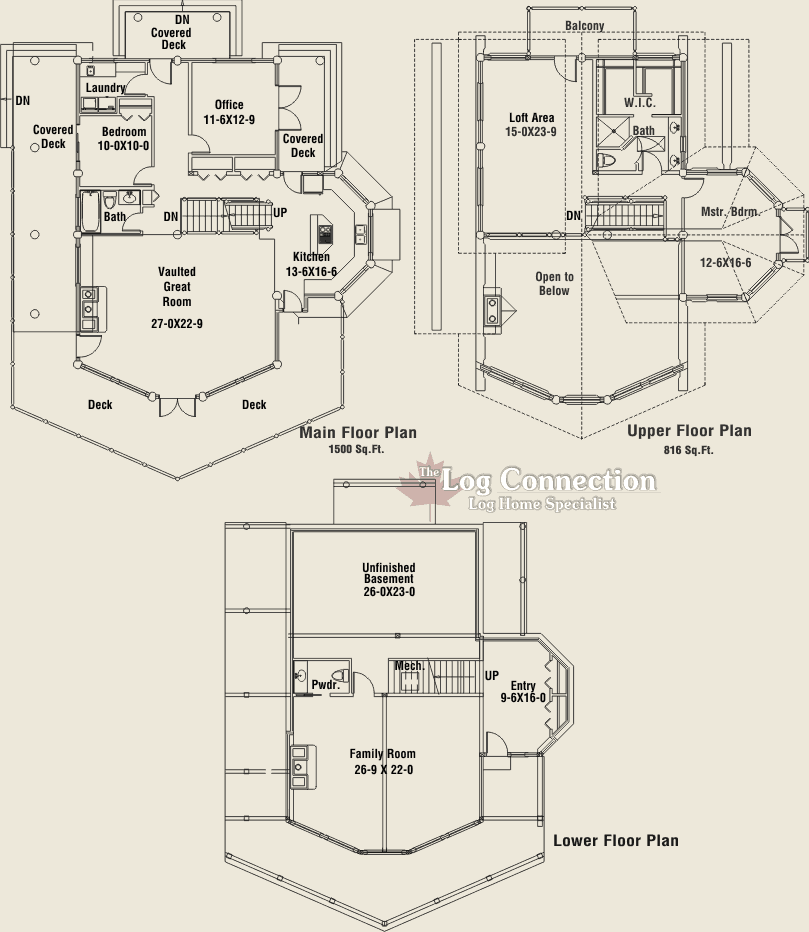 DN
Covered
Deck
DN
Laundry
Office
11-6X12-9
Covered
Deck
Bedroom
10-0X10-0
Covered
Deck
Bath
DN
UP
Kitchen
13-6X16-6
Vaulted
Great
Room
27-0X22-9
Deck
Deck
Main Floor Plan
1500 Sq.Ft.
Balcony
Loft Area
15-0X23-9
W.I.C.
Bath
DN
Mstr. Bdrm.
12-6X16-6
Open to
Below
Upper Floor Plan
816 Sq.Ft.
The Log Connection
Log Home Specialist
Unfinished
Basement
26-0X23-0
Mech.
Pwdr.
UP
Entry
9-6X16-0
Family Room
26-9 X 22-0
Lower Floor Plan